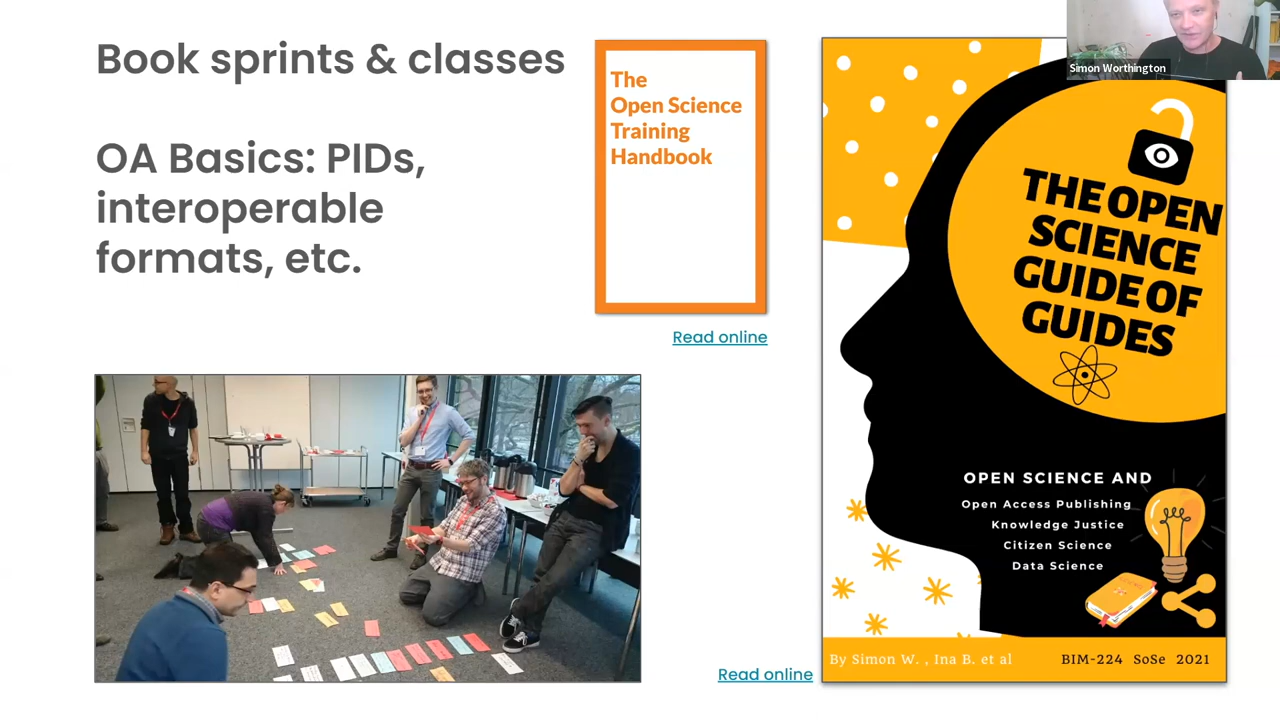 Book sprints & classes
OA Basics: PIDs,
interoperable
formats, etc.
The
Open Science
Training
Handbook
Read online
Simon Worthington
THE OPEN
SCIENCE
GUIDE OF
GUIDES
OPEN SCIENCE AND
Open Access Publishing
Knowledge Justice
Citizen Science
Data Science
By Simon W. , Ina B. et al
BIM-224 SoSe 2021
Read online